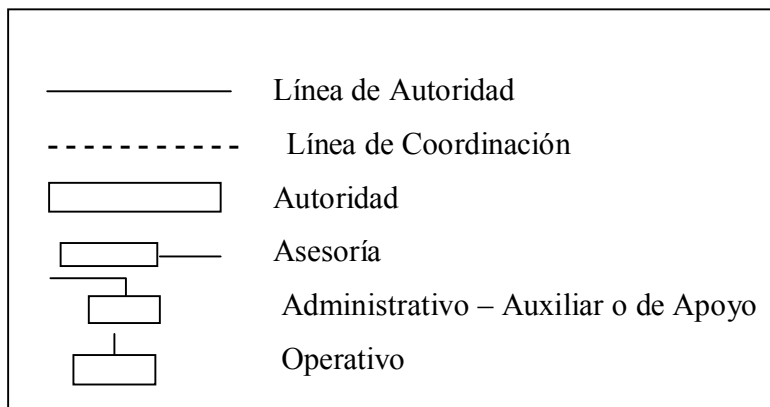 Línea de Autoridad
Línea de Coordinación
Autoridad
Asesoría
Administrativo – Auxiliar o de Apoyo
Operativo